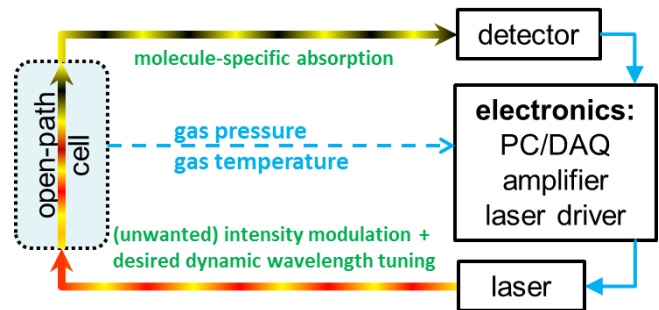 molecule-specific absorption
detector
open-path
cell
gas pressure
gas temperature
electronics:
PC/DAQ
amplifier
laser driver
(unwanted) intensity modulation +
desired dynamic wavelength tuning
laser